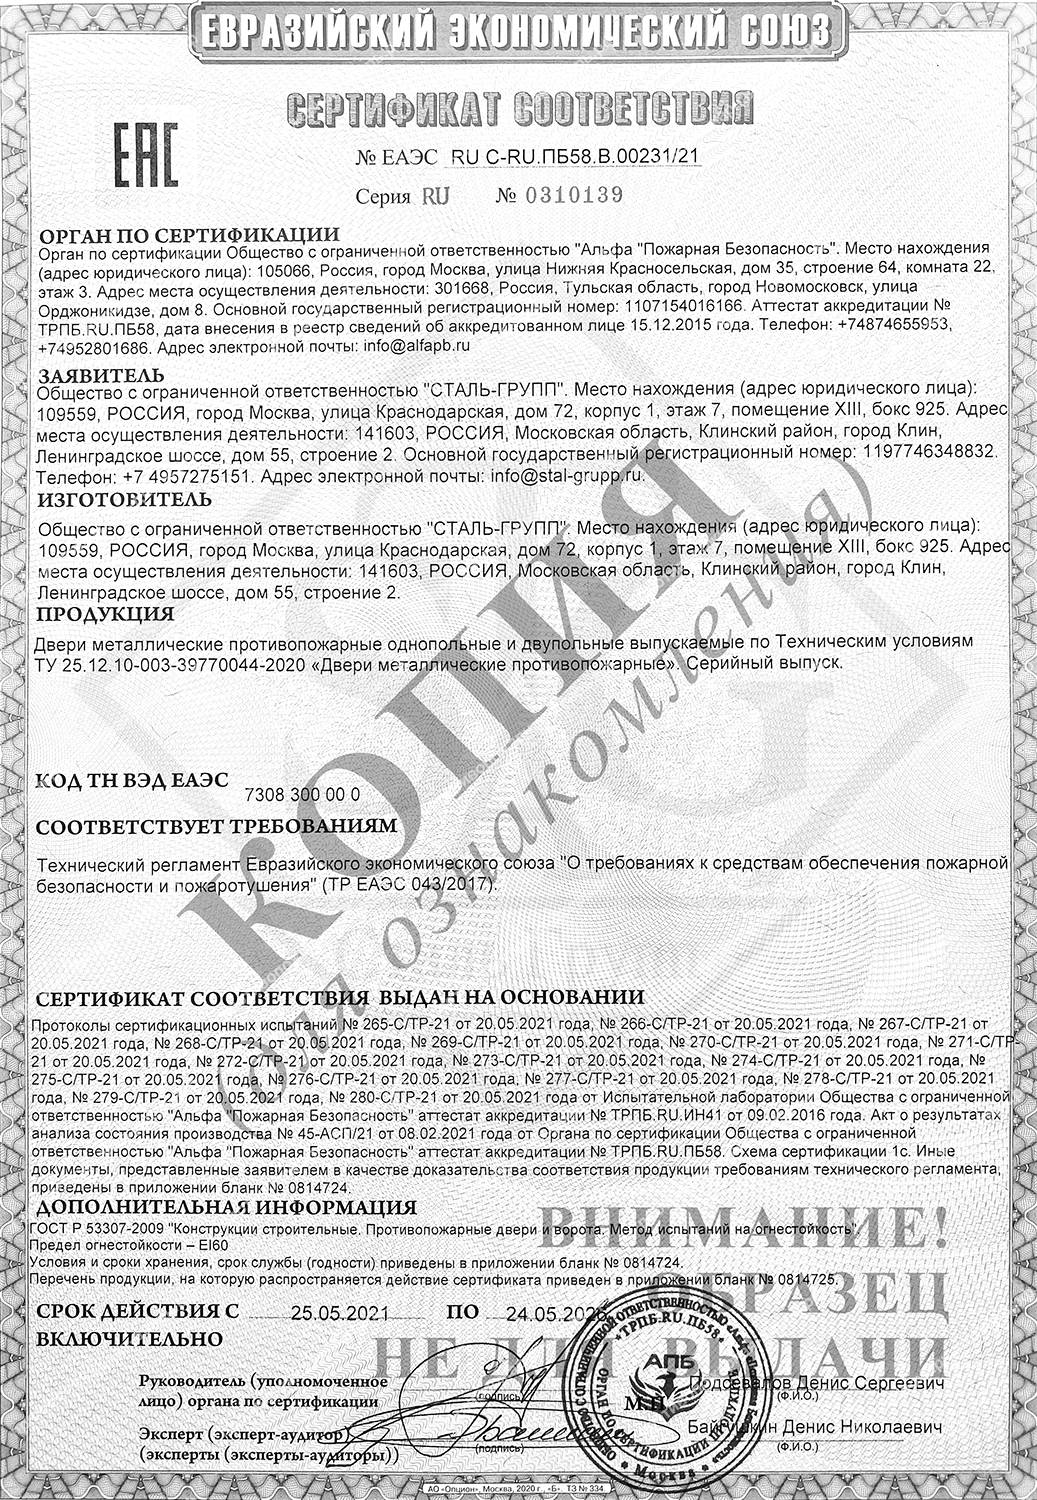 ЕВРАЗИЙСКИЙ ЭКОНОМИЧЕСКИЙ СОЮЗ
СЕРТИФИКАТ СООТВЕТСТВИЯ
ЕАС
№ ЕАЭС RU C-RU.ПБ58.В.00231/21
Серия RU № 0310139
ОРГАН ПО СЕРТИФИКАЦИИ
Орган по сертификации Общество с ограниченной ответственностью "Альфа "Пожарная Безопасность". Место нахождения
(адрес юридического лица): 105066, Россия, город Москва, улица Нижняя Красносельская, дом 35, строение 64, комната 22,
этаж 3. Адрес места осуществления деятельности: 301668, Россия, Тульская область, город Новомосковск, улица
Орджоникидзе, дом 8. Основной государственный регистрационный номер: 1107154016166. Аттестат аккредитации №
ТРПБ.RU.ПБ58, дата внесения в реестр сведений об аккредитованном лице 15.12.2015 года. Телефон: +74874655953,
+74952801686. Адрес электронной почты: info@alfapb.ru
ЗАЯВИТЕЛЬ
Общество с ограниченной ответственностью "СТАЛЬ-ГРУПП". Место нахождения (адрес юридического лица):
109559, РОССИЯ, город Москва, улица Краснодарская, дом 72, корпус 1, этаж 7, помещение XIII, бокс 925. Адрес
места осуществления деятельности: 141603, РОССИЯ, Московская область, Клинский район, город Клин,
Ленинградское шоссе, дом 55, строение 2. Основной государственный регистрационный номер: 1197746348832.
Телефон: +7 4957275151. Адрес электронной почты: info@stal-grupp.ru.
ИЗГОТОВИТЕЛЬ
Общество с ограниченной ответственностью "СТАЛЬ-ГРУПП". Место нахождения (адрес юридического лица):
109559, РОССИЯ, город Москва, улица Краснодарская, дом 72, корпус 1, этаж 7, помещение XIII, бокс 925. Адрес
места осуществления деятельности: 141603, РОССИЯ, Московская область, Клинский район, город Клин,
Ленинградское шоссе, дом 55, строение 2.
ПРОДУКЦИЯ
Двери металлические противопожарные однопольные и двупольные выпускаемые по Техническим условиям
ТУ 25.12.10-003-39770044-2020 «Двери металлические противопожарные». Серийный выпуск.
КОПИЯ
(для ознакомления)
КОД ТН ВЭД ЕАЭС
7308 300 00 0
СООТВЕТСТВУЕТ ТРЕБОВАНИЯМ
Технический регламент Евразийского экономического союза "О требованиях к средствам обеспечения пожарной
безопасности и пожаротушения" (ТР ЕАЭС 043/2017).
СЕРТИФИКАТ СООТВЕТСТВИЯ ВЫДАН НА ОСНОВАНИИ
Протоколы сертификационных испытаний № 265-С/ТР-21 от 20.05.2021 года, № 266-С/ТР-21 от 20.05.2021 года, № 267-С/ТР-21 от
20.05.2021 года, № 268-С/ТР-21 от 20.05.2021 года, № 269-С/ТР-21 от 20.05.2021 года, № 270-С/ТР-21 от 20.05.2021 года, № 271-С/ТР-
21 от 20.05.2021 года, № 272-С/ТР-21 от 20.05.2021 года, № 273-С/ТР-21 от 20.05.2021 года, № 274-С/ТР-21 от 20.05.2021 года, №
275-С/ТР-21 от 20.05.2021 года, № 276-С/ТР-21 от 20.05.2021 года, № 277-С/ТР-21 от 20.05.2021 года, № 278-С/ТР-21 от 20.05.2021
года, № 279-С/ТР-21 от 20.05.2021 года, № 280-С/ТР-21 от 20.05.2021 года от Испытательной лаборатории Общества с ограниченной
ответственностью "Альфа "Пожарная Безопасность" аттестат аккредитации № ТРПБ.RU.ИН41 от 09.02.2016 года. Акт о результатах
анализа состояния производства № 45-АСП/21 от 08.02.2021 года от Органа по сертификации Общества с ограниченной
ответственностью "Альфа "Пожарная Безопасность" аттестат аккредитации № ТРПБ.RU.ПБ58. Схема сертификации 1с. Иные
документы, представленные заявителем в качестве доказательства соответствия продукции требованиям технического регламента,
приведены в приложении бланк № 0814724.
ДОПОЛНИТЕЛЬНАЯ ИНФОРМАЦИЯ
ГОСТ Р 53307-2009 "Конструкции строительные. Противопожарные двери и ворота. Метод испытаний на огнестойкость".
Предел огнестойкости – EI60
Условия и сроки хранения, срок службы (годности) приведены в приложении бланк № 0814724.
Перечень продукции, на которую распространяется действие сертификата приведен в приложении бланк № 0814725.
ВНИМАНИЕ!
ОБРАЗЕЦ
НЕ ДЛЯ ВЫДАЧИ
СРОК ДЕЙСТВИЯ С 25.05.2021 ПО 24.05.2026
ВКЛЮЧИТЕЛЬНО
Руководитель (уполномоченное
лицо) органа по сертификации
(подпись)
М.П.
Подсевалов Денис Сергеевич
(Ф.И.О.)
Эксперт (эксперт-аудитор)
(эксперты (эксперты-аудиторы))
(подпись)
Байгушкин Денис Николаевич
(Ф.И.О.)
ТРПБ.RU.ПБ58
АПБ
ОРГАН ПО СЕРТИФИКАЦИИ ПРОДУКЦИИ
Москва
АО «Опцион», Москва, 2020 г., «Б». ТЗ № 334.